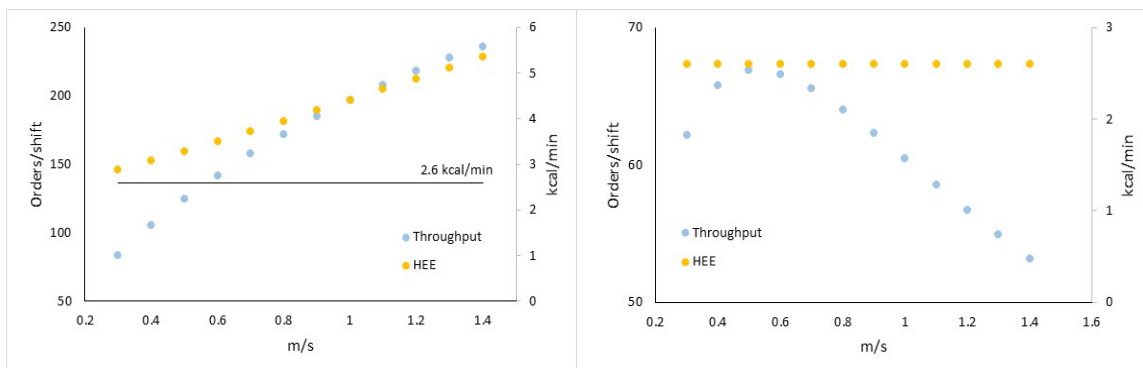 250
200
150
100
50
Orders/shift
6
5
4
3
2
1
0
kcal/min
2.6 kcal/min
Throughput
HEE
0.2 0.4 0.6 0.8 1 1.2 1.4
m/s
70
60
50
Orders/shift
3
2
1
0
kcal/min
Throughput
HEE
0.2 0.4 0.6 0.8 1 1.2 1.4 1.6
m/s